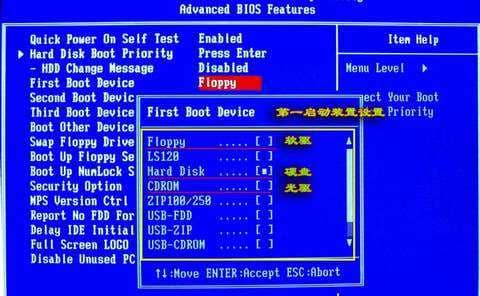 Advanced BIOS Features
Quick Power On Self Test Enabled
Hard Disk Boot Priority Press Enter
- HDD Change Message Disabled
First Boot Device Floppy
Second Boot Devic
Third Boot Device
Boot Other Device
Swap Floppy Drive
Boot Up Floppy Se
Boot Up NumLock S
Security Option
MPS Version Ctrl
Report No FDD For
Delay IDE Initial
Full Screen LOGO
Disable Unused PC
Item Help
Menu Level
ect Your Boot
Priority
First Boot Device 第一启动装置设置
Floppy ..... [ ] 软驱
LS120 ..... [ ]
Hard Disk ..... [■] 硬盘
CDROM ..... [ ] 光驱
ZIP100/250 ..... [ ]
USB-FDD ..... [ ]
USB-ZIP ..... [ ]
USB-CDROM ..... [ ]
↑↓:Move ENTER:Accept ESC:Abort